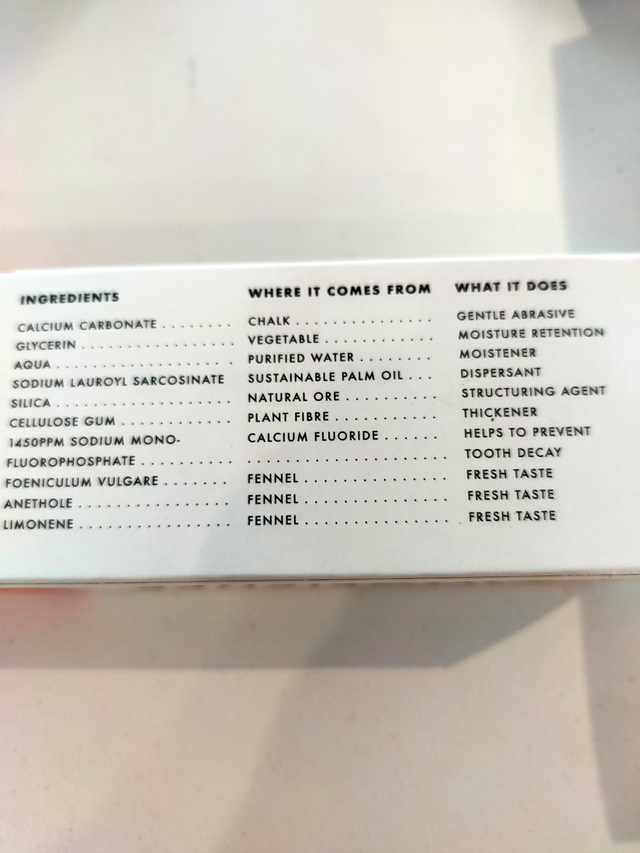 INGREDIENTS WHERE IT COMES FROM WHAT IT DOES
CALCIUM CARBONATE ........ CHALK .............. GENTLE ABRASIVE
GLYCERIN .................. VEGETABLE ........... MOISTURE RETENTION
AQUA ...................... PURIFIED WATER ....... MOISTENER
SODIUM LAUROYL SARCOSINATE SUSTAINABLE PALM OIL ... DISPERSANT
SILICA ..................... NATURAL ORE ......... STRUCTURING AGENT
CELLULOSE GUM ............ PLANT FIBRE .......... THICKENER
1450PPM SODIUM MONO- CALCIUM FLUORIDE ..... HELPS TO PREVENT
FLUOROPHOSPHATE .......... ...................... TOOTH DECAY
FOENICULUM VULGARE ........ FENNEL ............... FRESH TASTE
ANETHOLE ................. FENNEL ............... FRESH TASTE
LIMONENE .................. FENNEL ............... FRESH TASTE